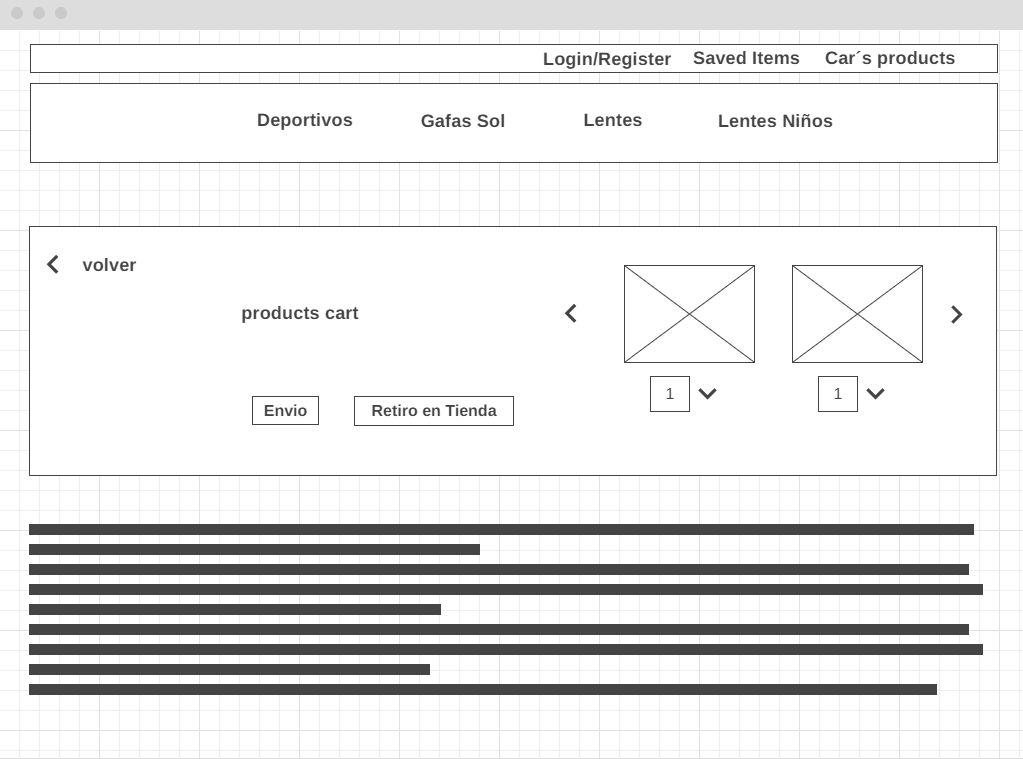 Login/Register Saved Items Car´s products
Deportivos Gafas Sol Lentes Lentes Niños
volver
products cart
1 1
Envio Retiro en Tienda